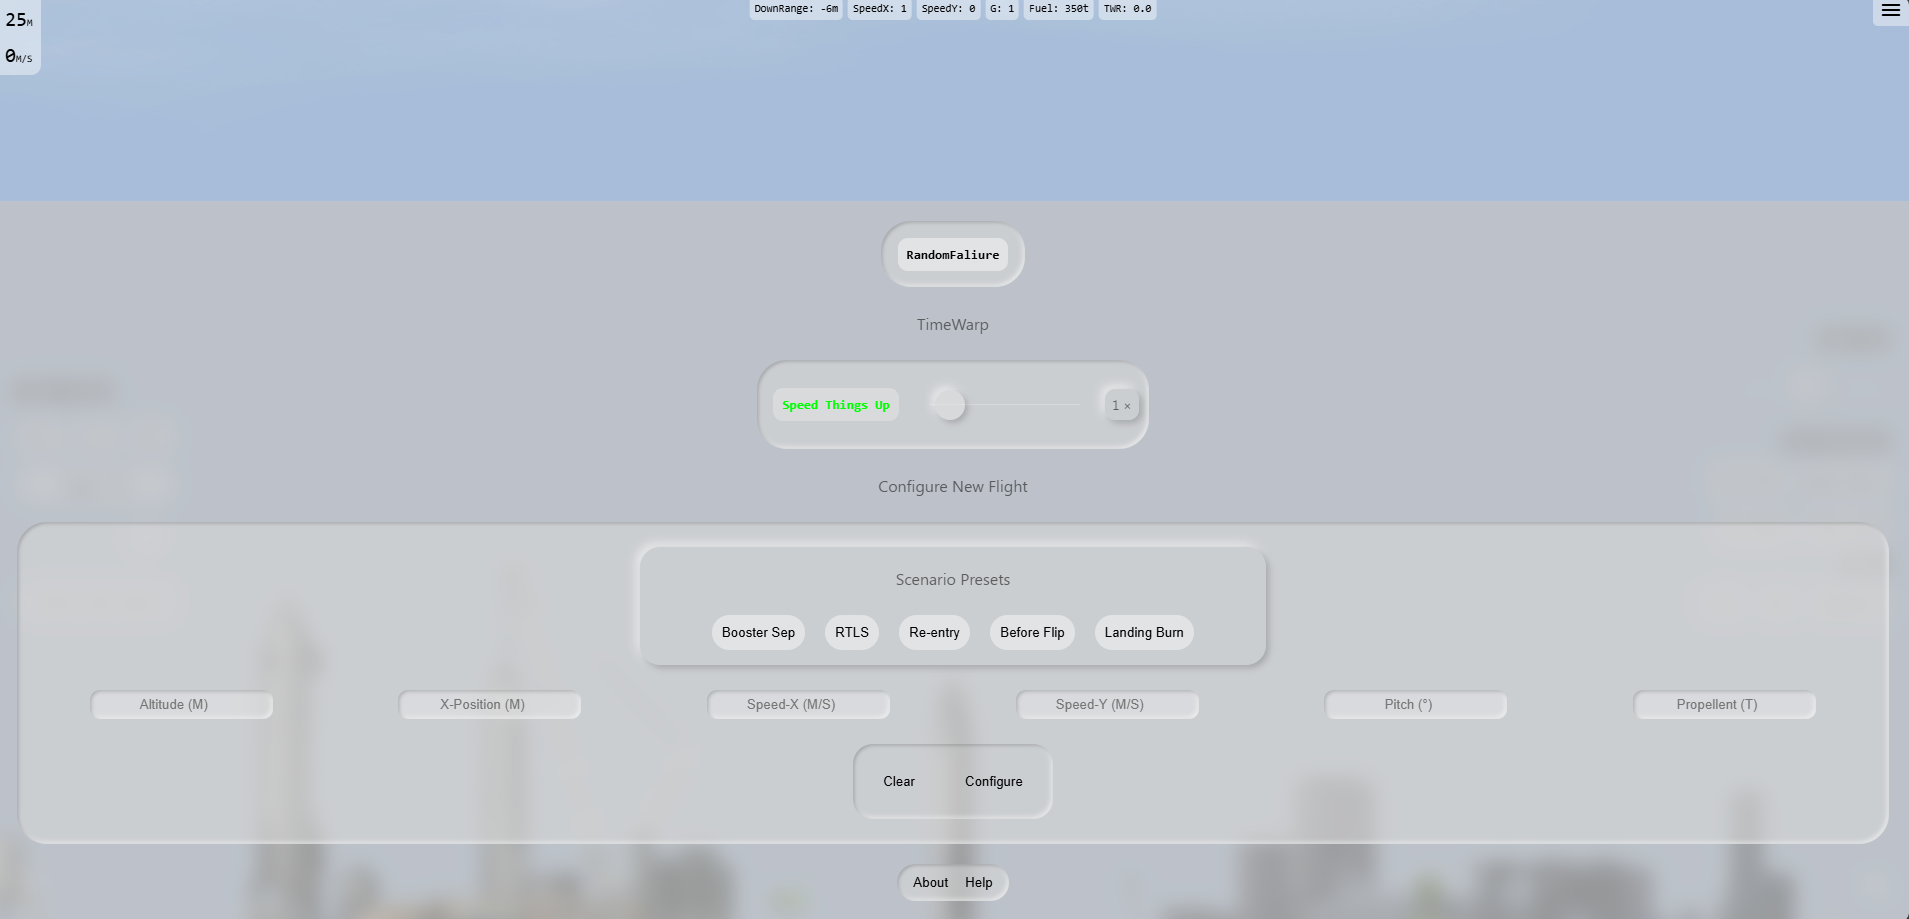 25M
0M/S
DownRange: -6m SpeedX: 1 SpeedY: 0 G: 1 Fuel: 350t TWR: 0.0
RandomFaliure
TimeWarp
Speed Things Up 1 ×
Configure New Flight
Scenario Presets
Booster Sep RTLS Re-entry Before Flip Landing Burn
Altitude (M) X-Position (M) Speed-X (M/S) Speed-Y (M/S) Pitch (°) Propellent (T)
Clear Configure
About Help